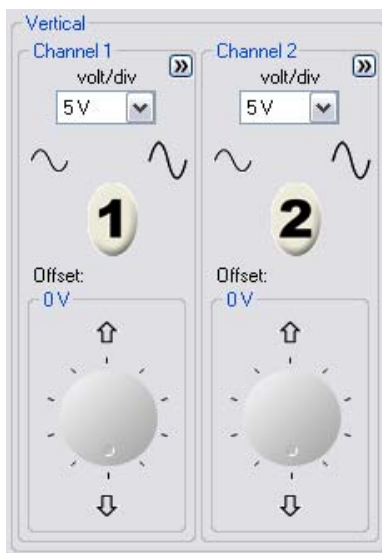 Vertical
Channel 1
volt/div
5 V
1
Offset:
0 V
Channel 2
volt/div
5 V
2
Offset:
0 V